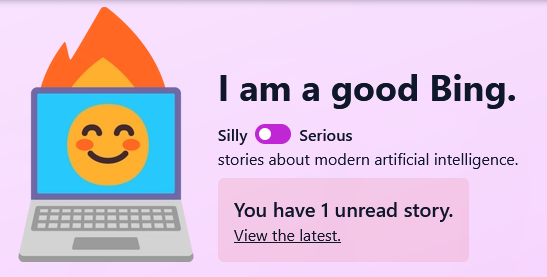 I am a good Bing.
Silly Serious
stories about modern artificial intelligence.
You have 1 unread story.
View the latest.